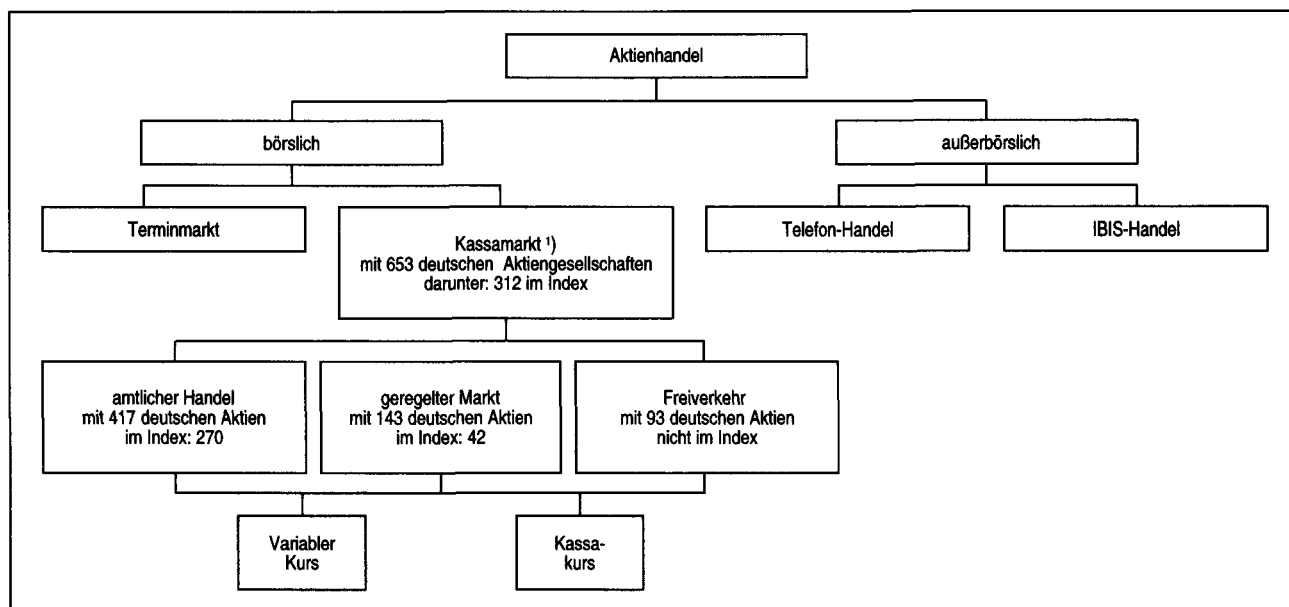 Aktienhandel
börslich
außerbörslich
Terminmarkt
Kassamarkt ¹)
mit 653 deutschen Aktiengesellschaften
darunter: 312 im Index
Telefon-Handel
IBIS-Handel
amtlicher Handel
mit 417 deutschen Aktien
im Index: 270
geregelter Markt
mit 143 deutschen Aktien
im Index: 42
Freiverkehr
mit 93 deutschen Aktien
nicht im Index
Variabler
Kurs
Kassa-
kurs